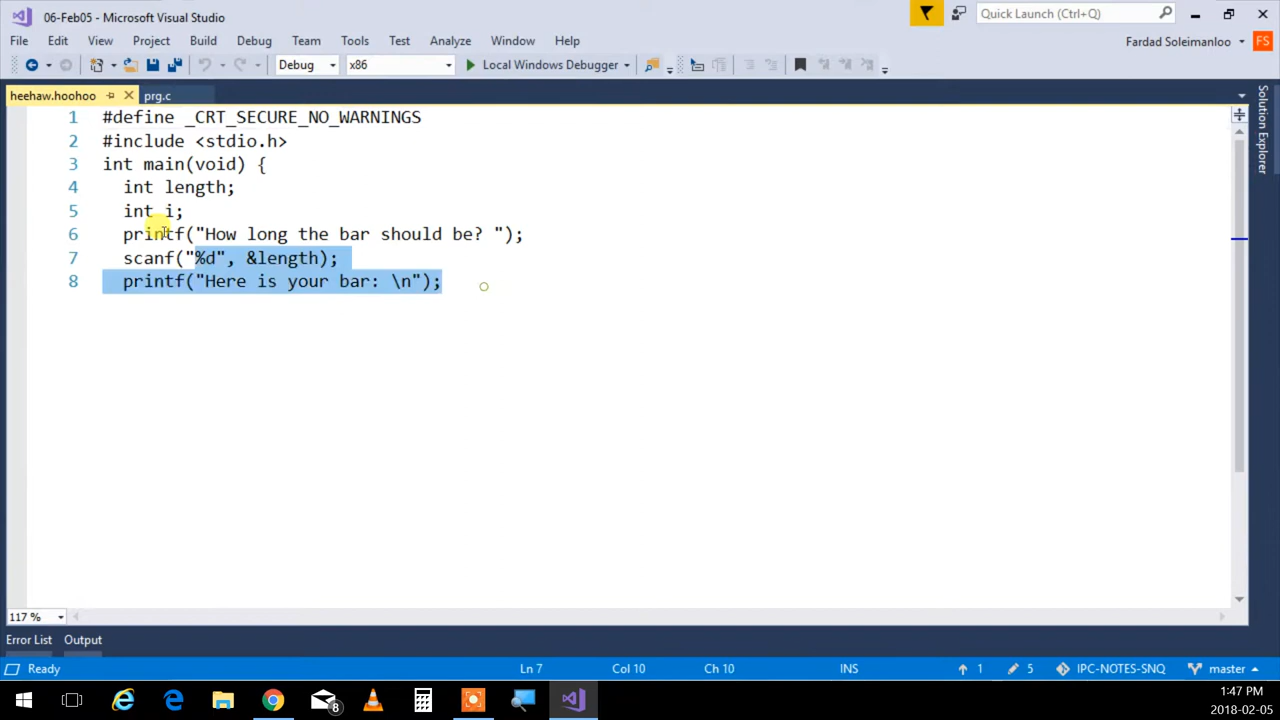 06-Feb05 - Microsoft Visual Studio
Quick Launch (Ctrl+Q)
File Edit View Project Build Debug Team Tools Test Analyze Window Help
Fardad Soleimanloo FS
Debug x86 Local Windows Debugger
heehaw.hoohoo prg.c
Solution Explorer
1 #define _CRT_SECURE_NO_WARNINGS
2 #include <stdio.h>
3 int main(void) {
4 int length;
5 int i;
6 printf("How long the bar should be? ");
7 scanf("%d", &length);
8 printf("Here is your bar: \n");
117 %
Error List Output
Ready Ln 7 Col 10 Ch 10 INS 1 5 IPC-NOTES-SNQ master
8
1:47 PM
2018-02-05